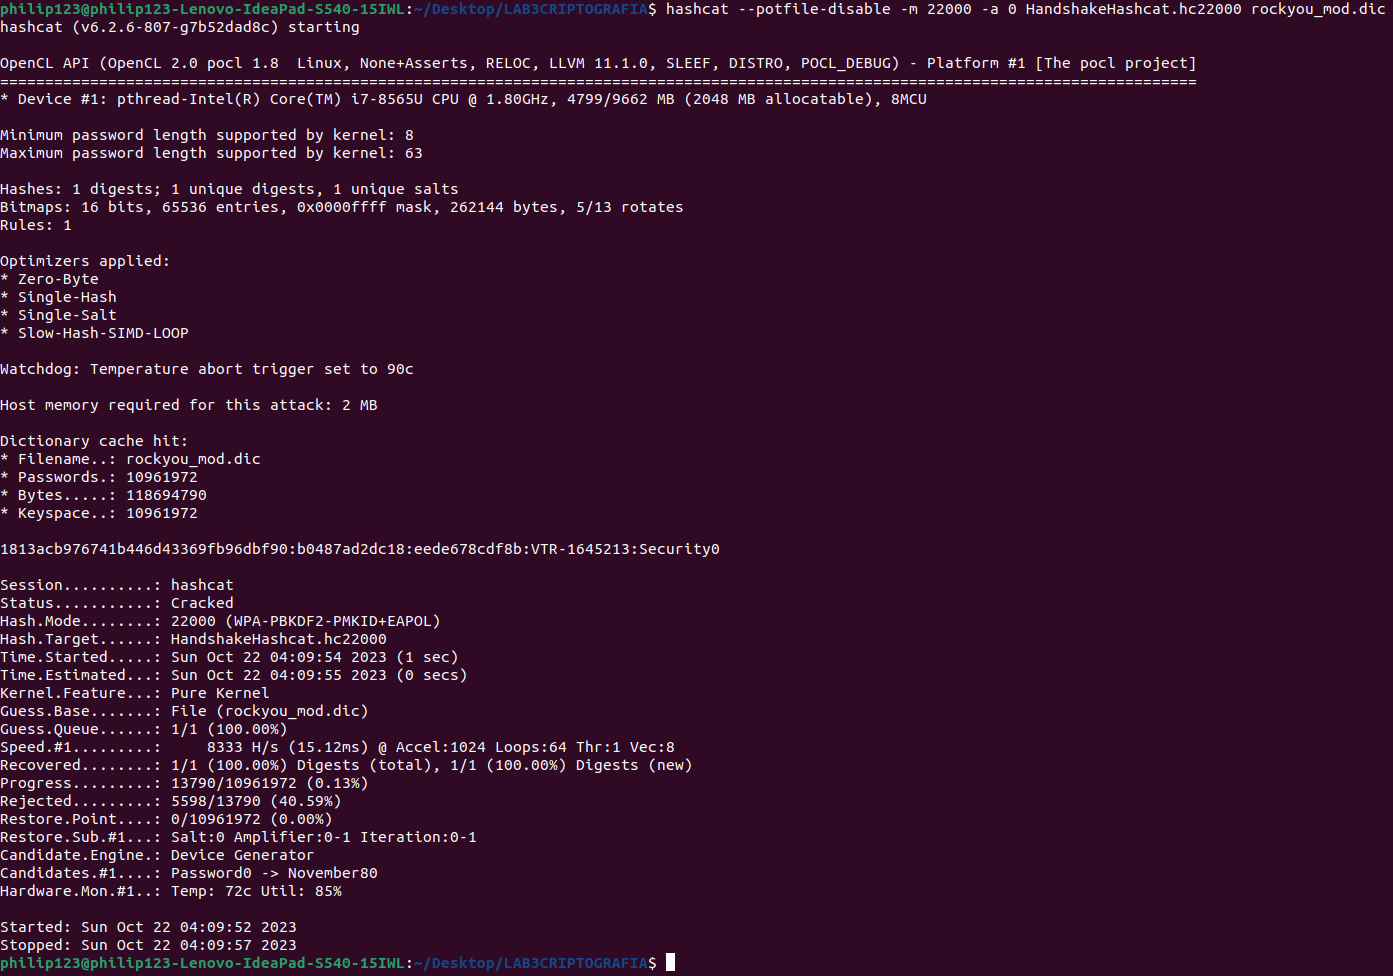 philip123@philip123-Lenovo-IdeaPad-S540-15IWL:~/Desktop/LAB3CRIPTOGRAFIA$ hashcat --potfile-disable -m 22000 -a 0 HandshakeHashcat.hc22000 rockyou_mod.dic
hashcat (v6.2.6-807-g7b52dad8c) starting

OpenCL API (OpenCL 2.0 pocl 1.8  Linux, None+Asserts, RELOC, LLVM 11.1.0, SLEEF, DISTRO, POCL_DEBUG) - Platform #1 [The pocl project]
=====================================================================================================================================
* Device #1: pthread-Intel(R) Core(TM) i7-8565U CPU @ 1.80GHz, 4799/9662 MB (2048 MB allocatable), 8MCU

Minimum password length supported by kernel: 8
Maximum password length supported by kernel: 63

Hashes: 1 digests; 1 unique digests, 1 unique salts
Bitmaps: 16 bits, 65536 entries, 0x0000ffff mask, 262144 bytes, 5/13 rotates
Rules: 1

Optimizers applied:
* Zero-Byte
* Single-Hash
* Single-Salt
* Slow-Hash-SIMD-LOOP

Watchdog: Temperature abort trigger set to 90c

Host memory required for this attack: 2 MB

Dictionary cache hit:
* Filename..: rockyou_mod.dic
* Passwords.: 10961972
* Bytes.....: 118694790
* Keyspace..: 10961972

1813acb976741b446d43369fb96dbf90:b0487ad2dc18:eede678cdf8b:VTR-1645213:Security0

Session..........: hashcat
Status...........: Cracked
Hash.Mode........: 22000 (WPA-PBKDF2-PMKID+EAPOL)
Hash.Target......: HandshakeHashcat.hc22000
Time.Started.....: Sun Oct 22 04:09:54 2023 (1 sec)
Time.Estimated...: Sun Oct 22 04:09:55 2023 (0 secs)
Kernel.Feature...: Pure Kernel
Guess.Base.......: File (rockyou_mod.dic)
Guess.Queue......: 1/1 (100.00%)
Speed.#1.........:     8333 H/s (15.12ms) @ Accel:1024 Loops:64 Thr:1 Vec:8
Recovered........: 1/1 (100.00%) Digests (total), 1/1 (100.00%) Digests (new)
Progress.........: 13790/10961972 (0.13%)
Rejected.........: 5598/13790 (40.59%)
Restore.Point....: 0/10961972 (0.00%)
Restore.Sub.#1...: Salt:0 Amplifier:0-1 Iteration:0-1
Candidate.Engine.: Device Generator
Candidates.#1....: Password0 -> November80
Hardware.Mon.#1..: Temp: 72c Util: 85%

Started: Sun Oct 22 04:09:52 2023
Stopped: Sun Oct 22 04:09:57 2023
philip123@philip123-Lenovo-IdeaPad-S540-15IWL:~/Desktop/LAB3CRIPTOGRAFIA$